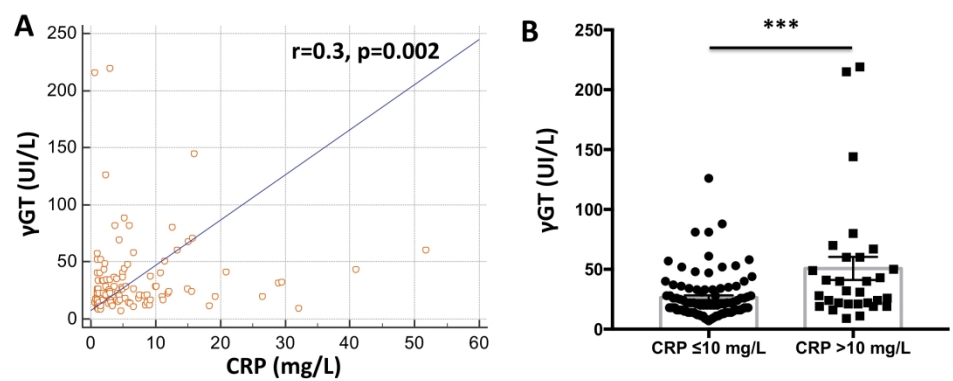 A
r=0.3, p=0.002
250
200
150
100
50
0
γGT (UI/L)
0 10 20 30 40 50 60
CRP (mg/L)
B
***
250
200
150
100
50
0
γGT (UI/L)
CRP ≤10 mg/L CRP >10 mg/L